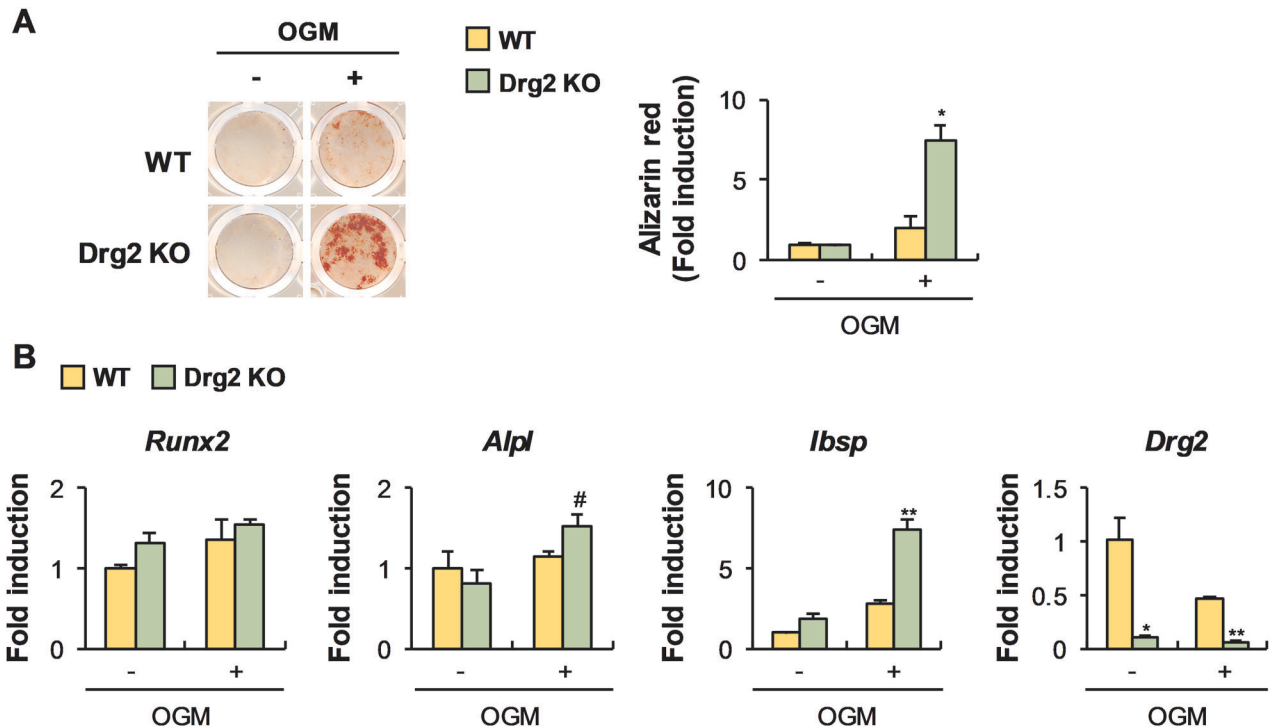 A
OGM
- +
WT
Drg2 KO
WT
Drg2 KO
Alizarin red
(Fold induction)
10
5
0
*
- +
OGM
B
WT Drg2 KO
Runx2
Fold induction
2
1
0
- +
OGM
Alpl
Fold induction
2
1
0
#
- +
OGM
Ibsp
Fold induction
10
5
0
**
- +
OGM
Drg2
Fold induction
1.5
1
0.5
0
* **
- +
OGM